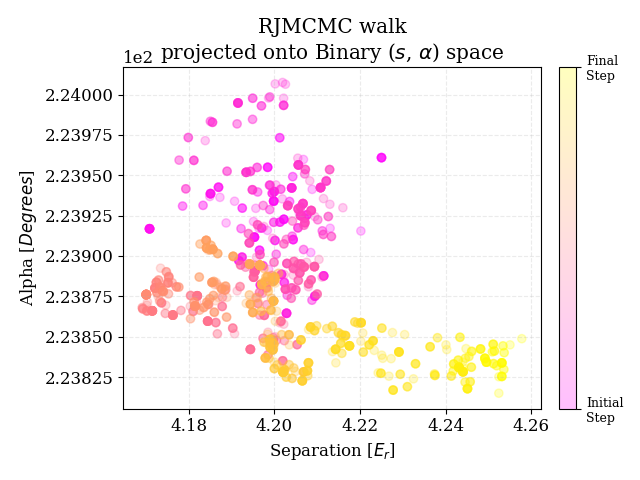 RJMCMC walk
projected onto Binary (s, α) space
1e2
2.24000
2.23975
2.23950
2.23925
2.23900
2.23875
2.23850
2.23825
Alpha [Degrees]
4.18
4.20
4.22
4.24
4.26
Separation [E_r]
Final
Step
Initial
Step